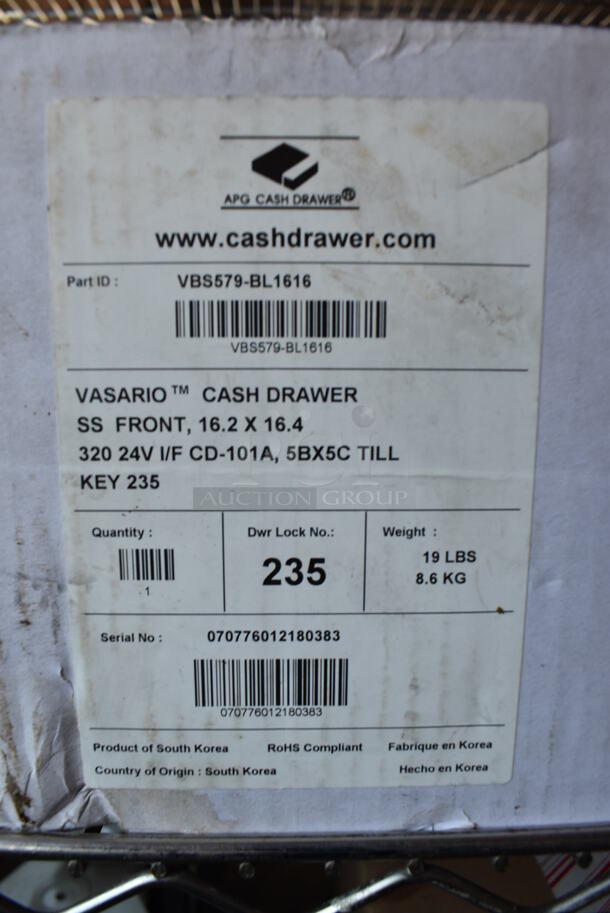 APG CASH DRAWER®
www.cashdrawer.com
Part ID : VBS579-BL1616
VBS579-BL1616
VASARIO™ CASH DRAWER
SS FRONT, 16.2 X 16.4
320 24V I/F CD-101A, 5BX5C TILL
KEY 235
AUCTION GROUP
Quantity : Dwr Lock No.: Weight :
1 235 19 LBS
8.6 KG
Serial No : 070776012180383
070776012180383
Product of South Korea RoHS Compliant Fabrique en Korea
Country of Origin : South Korea Hecho en Korea